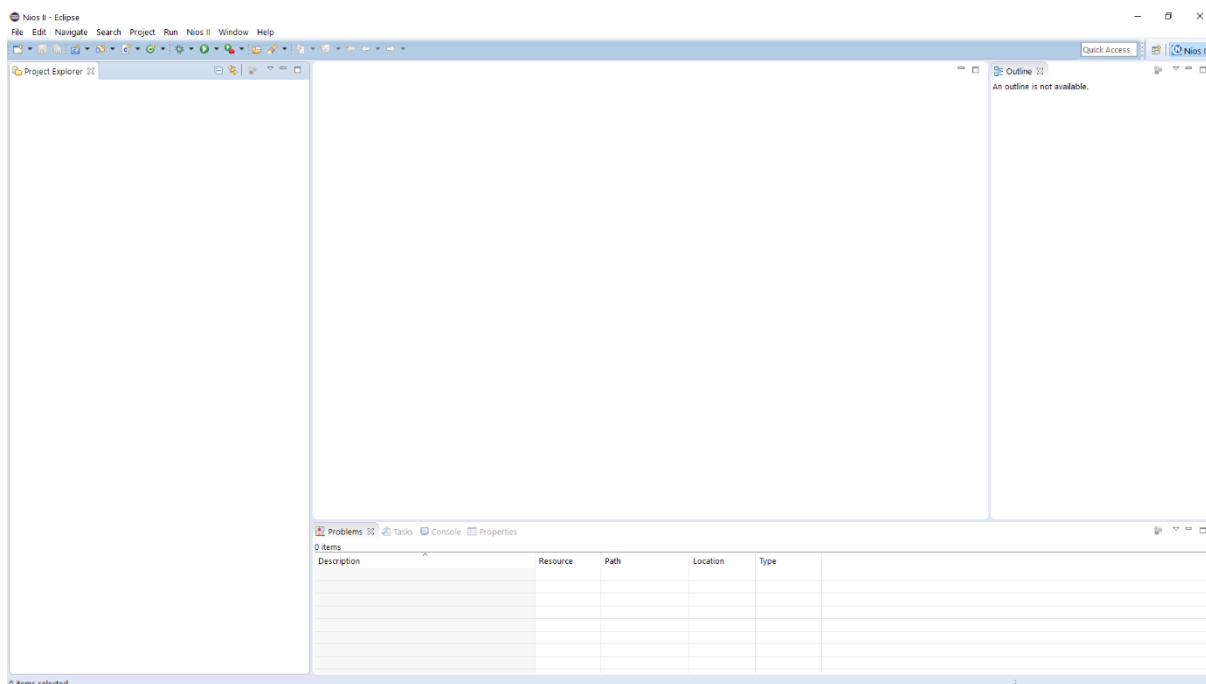 Nios II - Eclipse
File Edit Navigate Search Project Run Nios II Window Help
Quick Access
Nios II
Project Explorer
Outline
An outline is not available.
Problems Tasks Console Properties
0 items
Description Resource Path Location Type
0 items selected